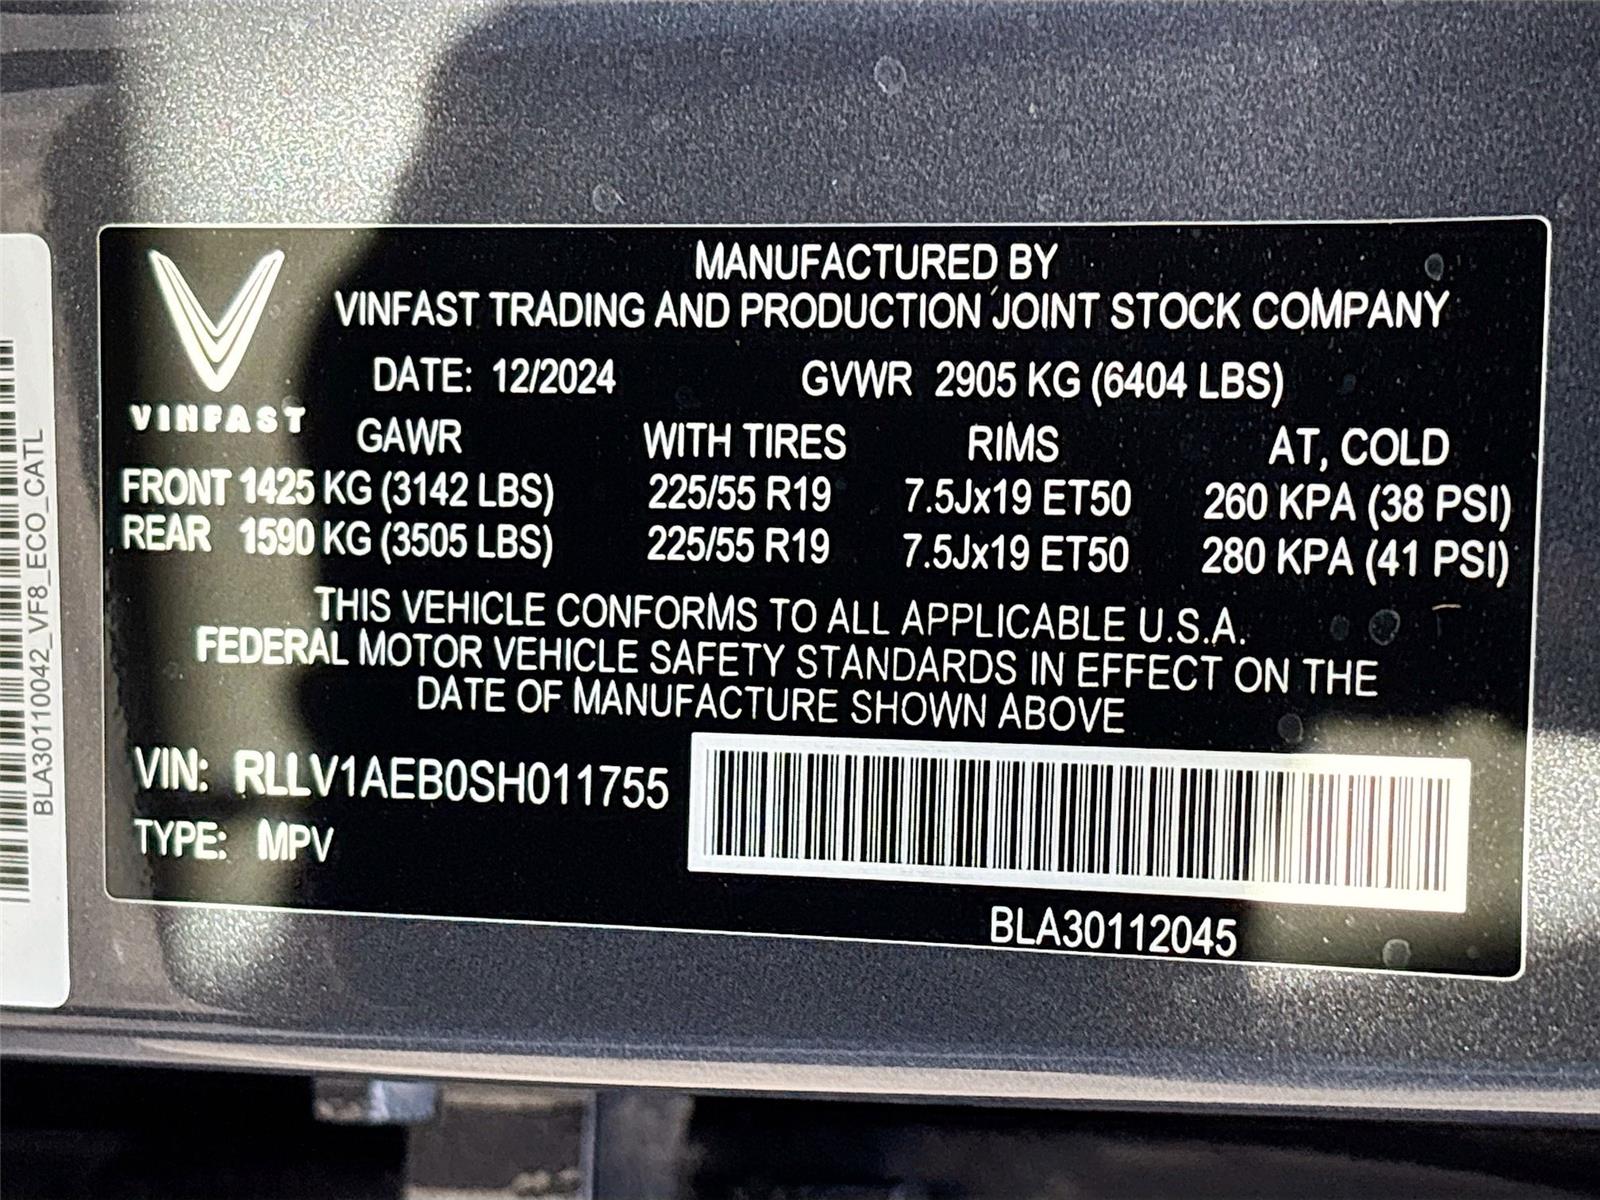 MANUFACTURED BY
VINFAST TRADING AND PRODUCTION JOINT STOCK COMPANY
DATE: 12/2024 GVWR 2905 KG (6404 LBS)
VINFAST
GAWR WITH TIRES RIMS AT, COLD
FRONT 1425 KG (3142 LBS) 225/55 R19 7.5Jx19 ET50 260 KPA (38 PSI)
REAR 1590 KG (3505 LBS) 225/55 R19 7.5Jx19 ET50 280 KPA (41 PSI)
THIS VEHICLE CONFORMS TO ALL APPLICABLE U.S.A.
FEDERAL MOTOR VEHICLE SAFETY STANDARDS IN EFFECT ON THE
DATE OF MANUFACTURE SHOWN ABOVE
VIN: RLLV1AEB0SH011755
TYPE: MPV
BLA30112045
BLA30110042_VF8_ECO_CATL